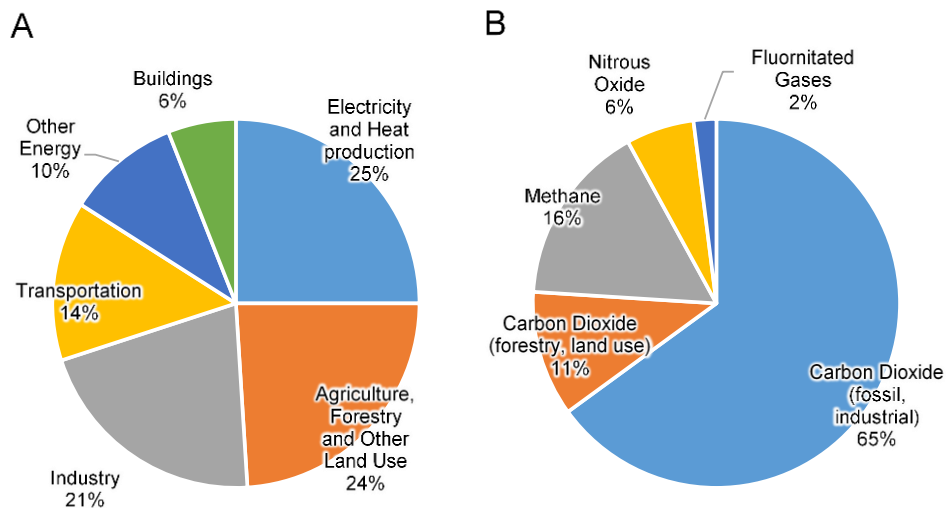 A
Buildings
6%
Other
Energy
10%
Electricity
and Heat
production
25%
Transportation
14%
Industry
21%
Agriculture,
Forestry
and Other
Land Use
24%
B
Nitrous
Oxide
6%
Fluornitated
Gases
2%
Methane
16%
Carbon Dioxide
(forestry, land use)
11%
Carbon Dioxide
(fossil,
industrial)
65%